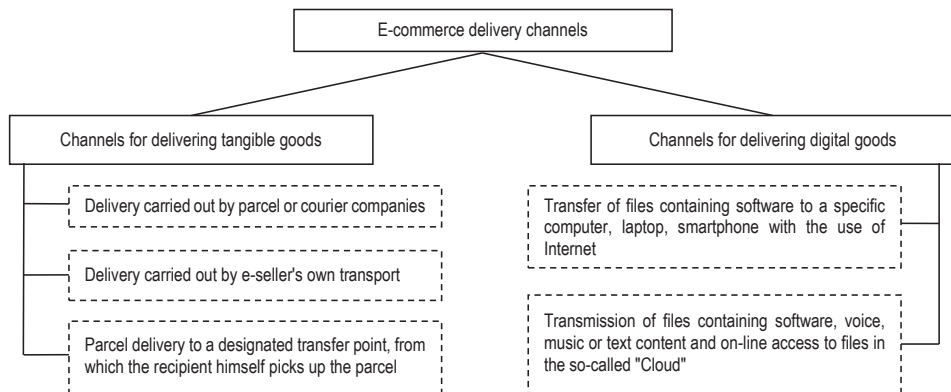 E-commerce delivery channels
Channels for delivering tangible goods
Delivery carried out by parcel or courier companies
Delivery carried out by e-seller's own transport
Parcel delivery to a designated transfer point, from
which the recipient himself picks up the parcel
Channels for delivering digital goods
Transfer of files containing software to a specific
computer, laptop, smartphone with the use of
Internet
Transmission of files containing software, voice,
music or text content and on-line access to files in
the so-called "Cloud"